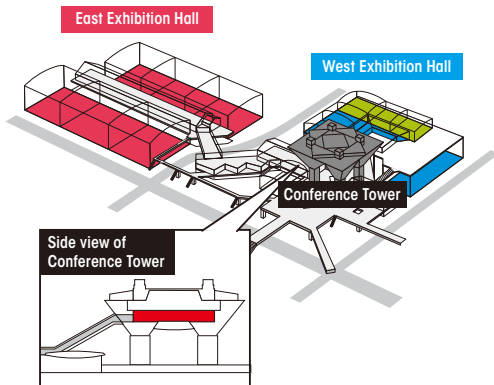 East Exhibition Hall
West Exhibition Hall
Conference Tower
Side view of
Conference Tower